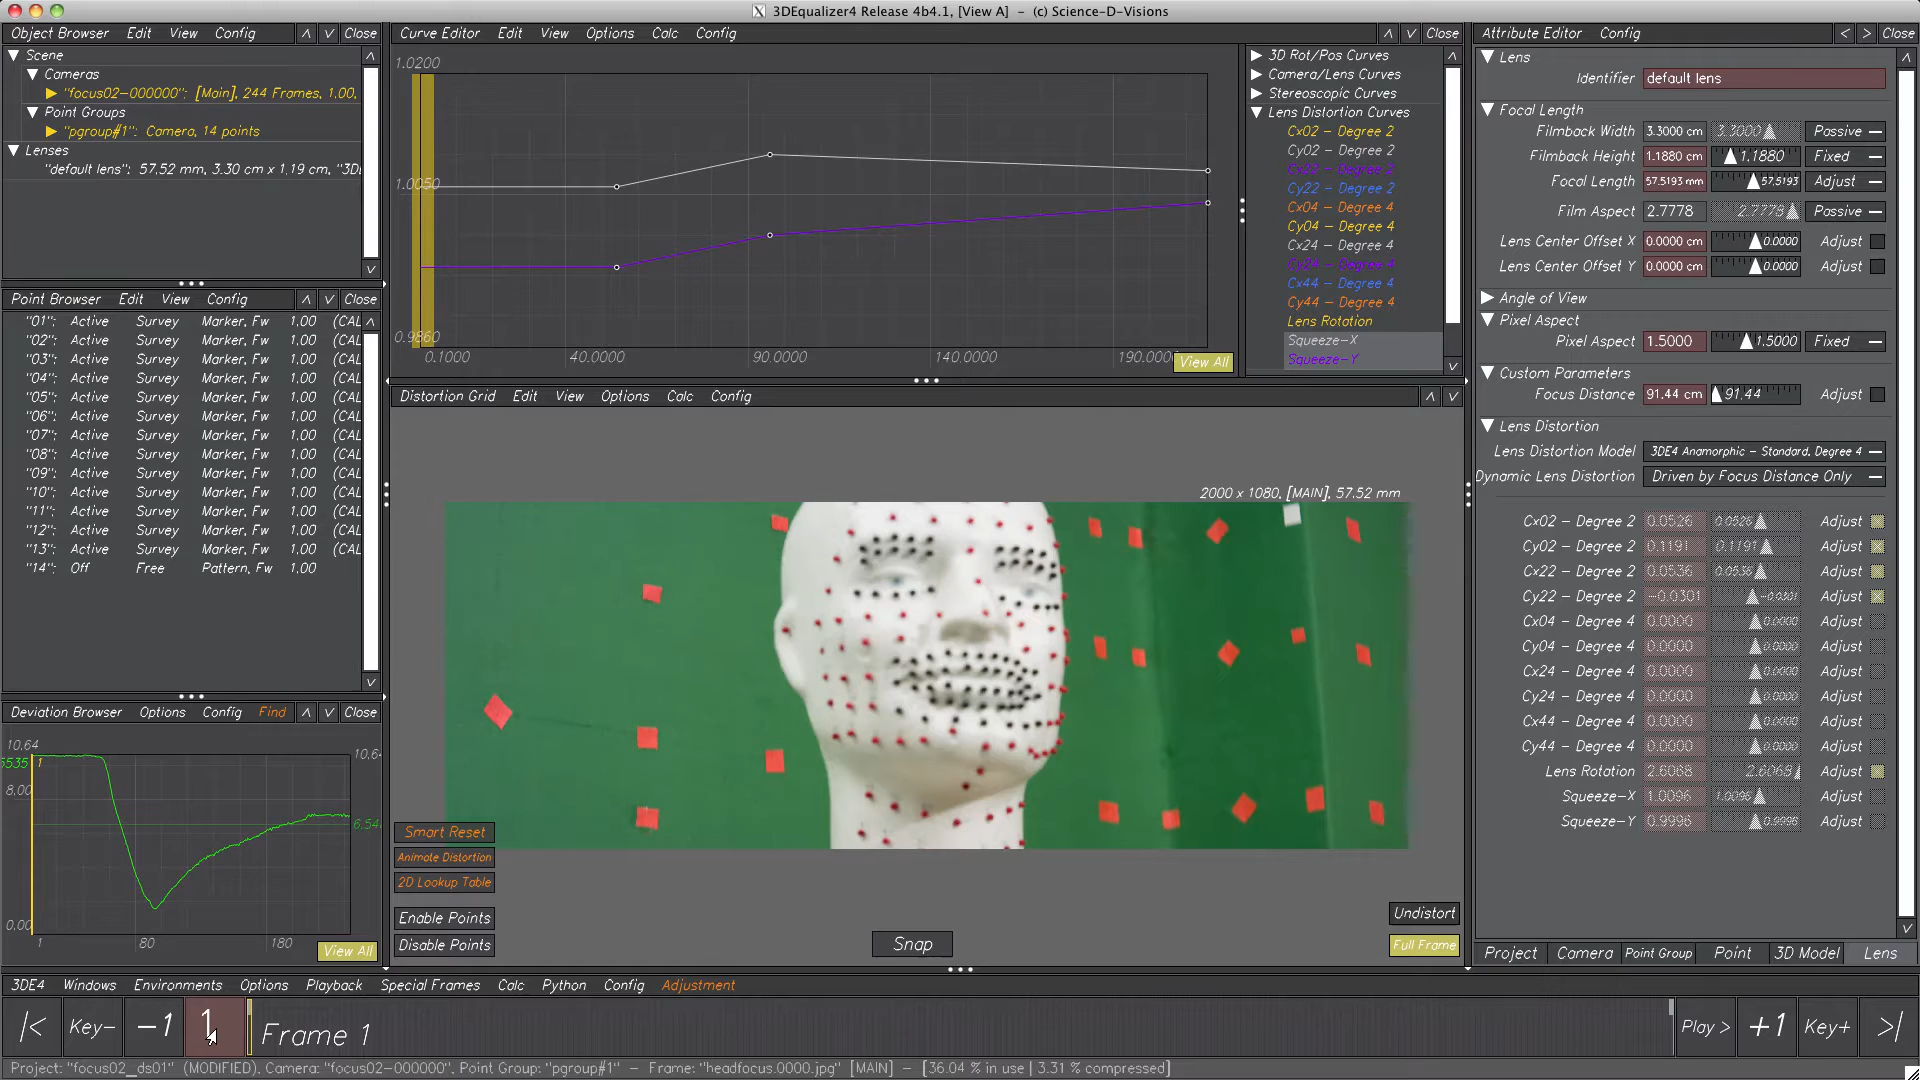 3DEqualizer4 Release 4b4.1, [View A]  -  (c) Science-D-Visions
Object Browser Edit View Config Close
Scene
Cameras
"focus02-000000": [Main], 244 Frames, 1.00,
Point Groups
"pgroup#1": Camera, 14 points
Lenses
"default lens": 57.52 mm, 3.30 cm x 1.19 cm, "3DE
Point Browser Edit View Config Close
"01": Active Survey Marker, Fw 1.00 (CAL
"02": Active Survey Marker, Fw 1.00 (CAL
"03": Active Survey Marker, Fw 1.00 (CAL
"04": Active Survey Marker, Fw 1.00 (CAL
"05": Active Survey Marker, Fw 1.00 (CAL
"06": Active Survey Marker, Fw 1.00 (CAL
"07": Active Survey Marker, Fw 1.00 (CAL
"08": Active Survey Marker, Fw 1.00 (CAL
"09": Active Survey Marker, Fw 1.00 (CAL
"10": Active Survey Marker, Fw 1.00 (CAL
"11": Active Survey Marker, Fw 1.00 (CAL
"12": Active Survey Marker, Fw 1.00 (CAL
"13": Active Survey Marker, Fw 1.00 (CAL
"14": Off Free Pattern, Fw 1.00
Deviation Browser Options Config Find Close
10.64
5535 1 10.64
8.00
6.54
0.00
1 80 180
View All
Curve Editor Edit View Options Calc Config Close
1.0200
1.0050
0.9860
0.1000 40.0000 90.0000 140.0000 190.0000
View All
3D Rot/Pos Curves
Camera/Lens Curves
Stereoscopic Curves
Lens Distortion Curves
Cx02 - Degree 2
Cy02 - Degree 2
Cx22 - Degree 2
Cy22 - Degree 2
Cx04 - Degree 4
Cy04 - Degree 4
Cx24 - Degree 4
Cy24 - Degree 4
Cx44 - Degree 4
Cy44 - Degree 4
Lens Rotation
Squeeze-X
Squeeze-Y
Distortion Grid Edit View Options Calc Config
2000 x 1080, [MAIN], 57.52 mm
Smart Reset
Animate Distortion
2D Lookup Table
Enable Points
Disable Points
Snap
Undistort
Full Frame
Attribute Editor Config < > Close
Lens
Identifier default lens
Focal Length
Filmback Width 3.3000 cm 3.3000 Passive
Filmback Height 1.1880 cm 1.1880 Fixed
Focal Length 57.5193 mm 57.5193 Adjust
Film Aspect 2.7778 2.7778 Passive
Lens Center Offset X 0.0000 cm 0.0000 Adjust
Lens Center Offset Y 0.0000 cm 0.0000 Adjust
Angle of View
Pixel Aspect
Pixel Aspect 1.5000 1.5000 Fixed
Custom Parameters
Focus Distance 91.44 cm 91.44 Adjust
Lens Distortion
Lens Distortion Model 3DE4 Anamorphic - Standard, Degree 4
Dynamic Lens Distortion Driven by Focus Distance Only
Cx02 - Degree 2 0.0526 0.0526 Adjust
Cy02 - Degree 2 0.1191 0.1191 Adjust
Cx22 - Degree 2 0.0536 0.0536 Adjust
Cy22 - Degree 2 -0.0301 -0.0301 Adjust
Cx04 - Degree 4 0.0000 0.0000 Adjust
Cy04 - Degree 4 0.0000 0.0000 Adjust
Cx24 - Degree 4 0.0000 0.0000 Adjust
Cy24 - Degree 4 0.0000 0.0000 Adjust
Cx44 - Degree 4 0.0000 0.0000 Adjust
Cy44 - Degree 4 0.0000 0.0000 Adjust
Lens Rotation 2.6068 2.6068 Adjust
Squeeze-X 1.0096 1.0096 Adjust
Squeeze-Y 0.9996 0.9996 Adjust
Project Camera Point Group Point 3D Model Lens
3DE4 Windows Environments Options Playback Special Frames Calc Python Config Adjustment
|< Key- -1 1 Frame 1 Play > +1 Key+ >|
Project: "focus02_ds01" (MODIFIED), Camera: "focus02-000000", Point Group: "pgroup#1" - Frame: "headfocus.0000.jpg" [MAIN] - [36.04 % in use | 3.31 % compressed]